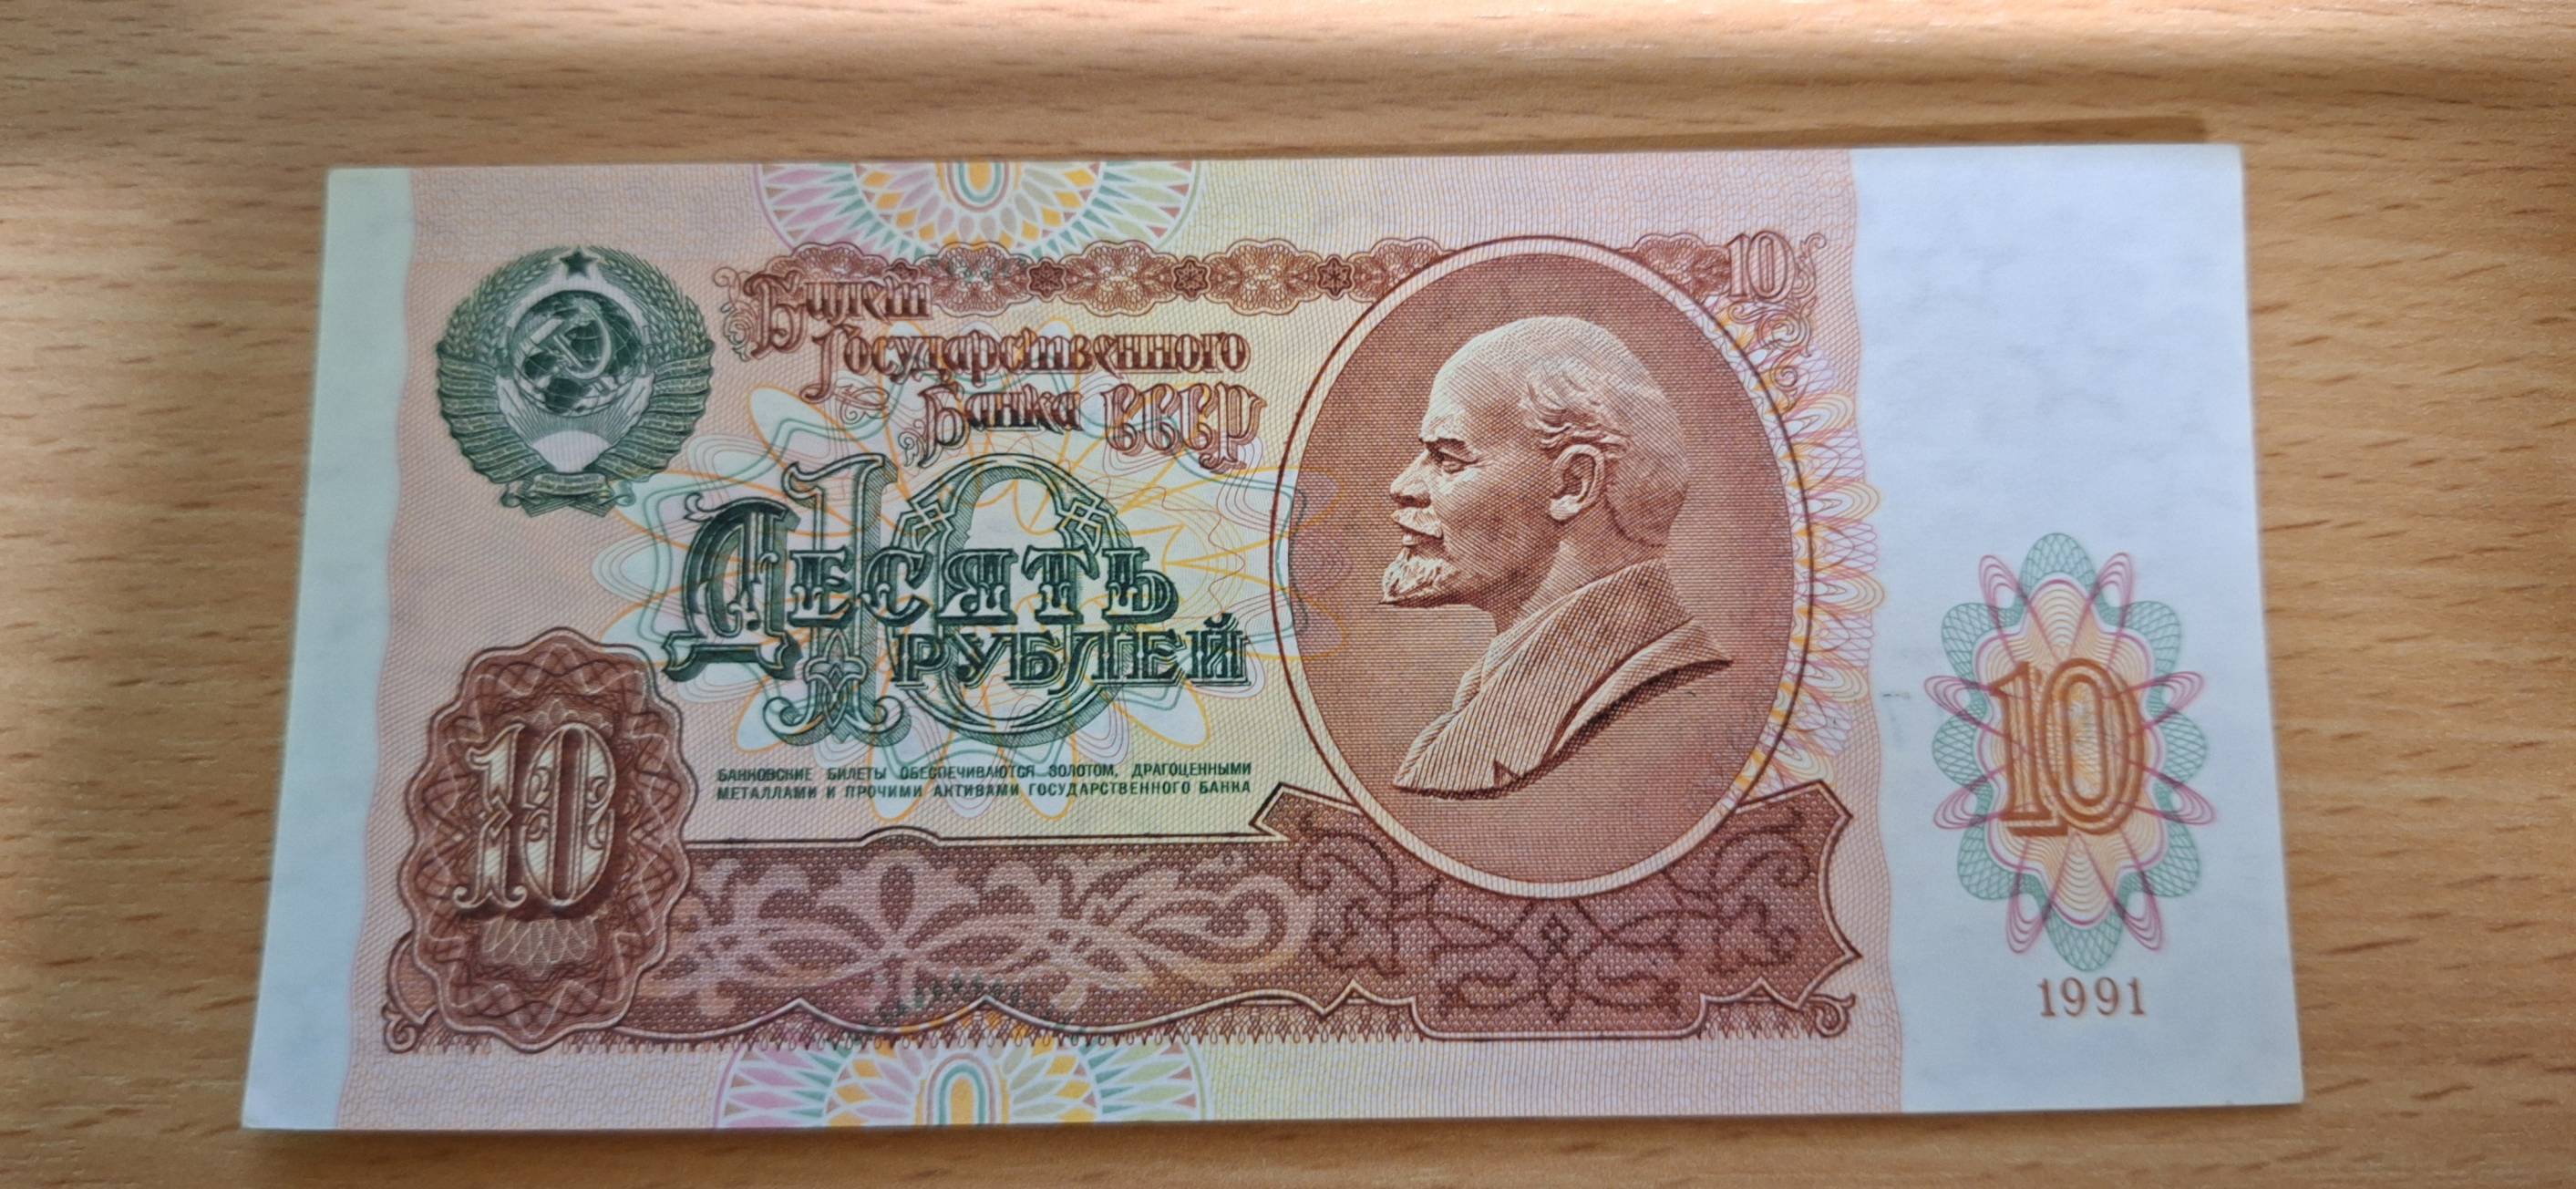 Билет
Государственного
Банка СССР
10
10
Десять
рублей
БАНКОВСКИЕ БИЛЕТЫ ОБЕСПЕЧИВАЮТСЯ ЗОЛОТОМ, ДРАГОЦЕННЫМИ
МЕТАЛЛАМИ И ПРОЧИМИ АКТИВАМИ ГОСУДАРСТВЕННОГО БАНКА
10
10
1991